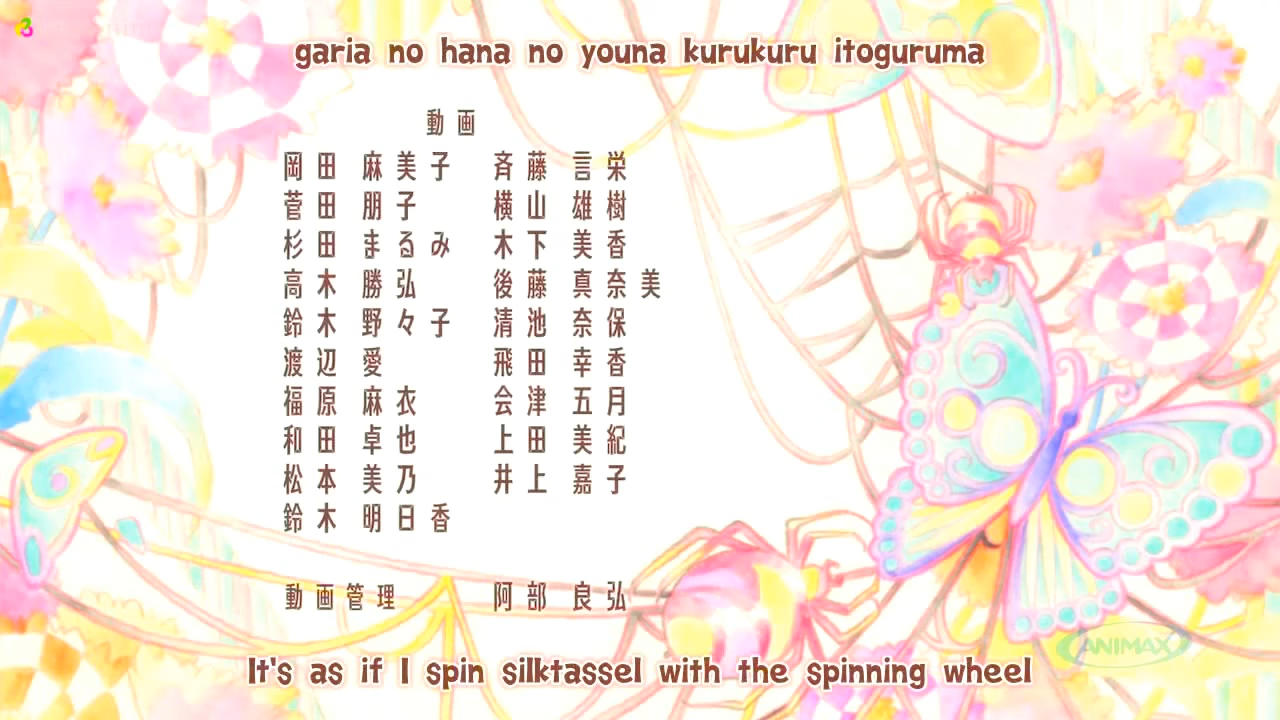 garia no hana no youna kurukuru itoguruma
動画
岡田 麻美子 斉藤 言栄
菅田 朋子 横山 雄樹
杉田 まるみ 木下 美香
高木 勝弘 後藤 真奈美
鈴木 野々子 清池 奈保
渡辺 愛 飛田 幸香
福原 麻衣 会津 五月
和田 卓也 上田 美紀
松本 美乃 井上 嘉子
鈴木 明日香
動画管理 阿部 良弘
ANIMAX
It's as if I spin silktassel with the spinning wheel